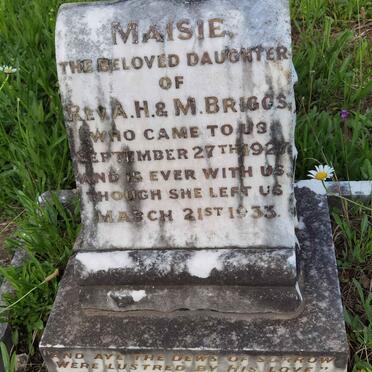 MAISIE.
THE BELOVED DAUGHTER
OF
REV A.H. & M. BRIGGS,
WHO CAME TO US
SEPTEMBER 27TH 1927
AND IS EVER WITH US,
THOUGH SHE LEFT US
MARCH 21ST 1933.
AND AYE THE DEWS OF SORROW
WERE LUSTRED BY HIS LOVE"